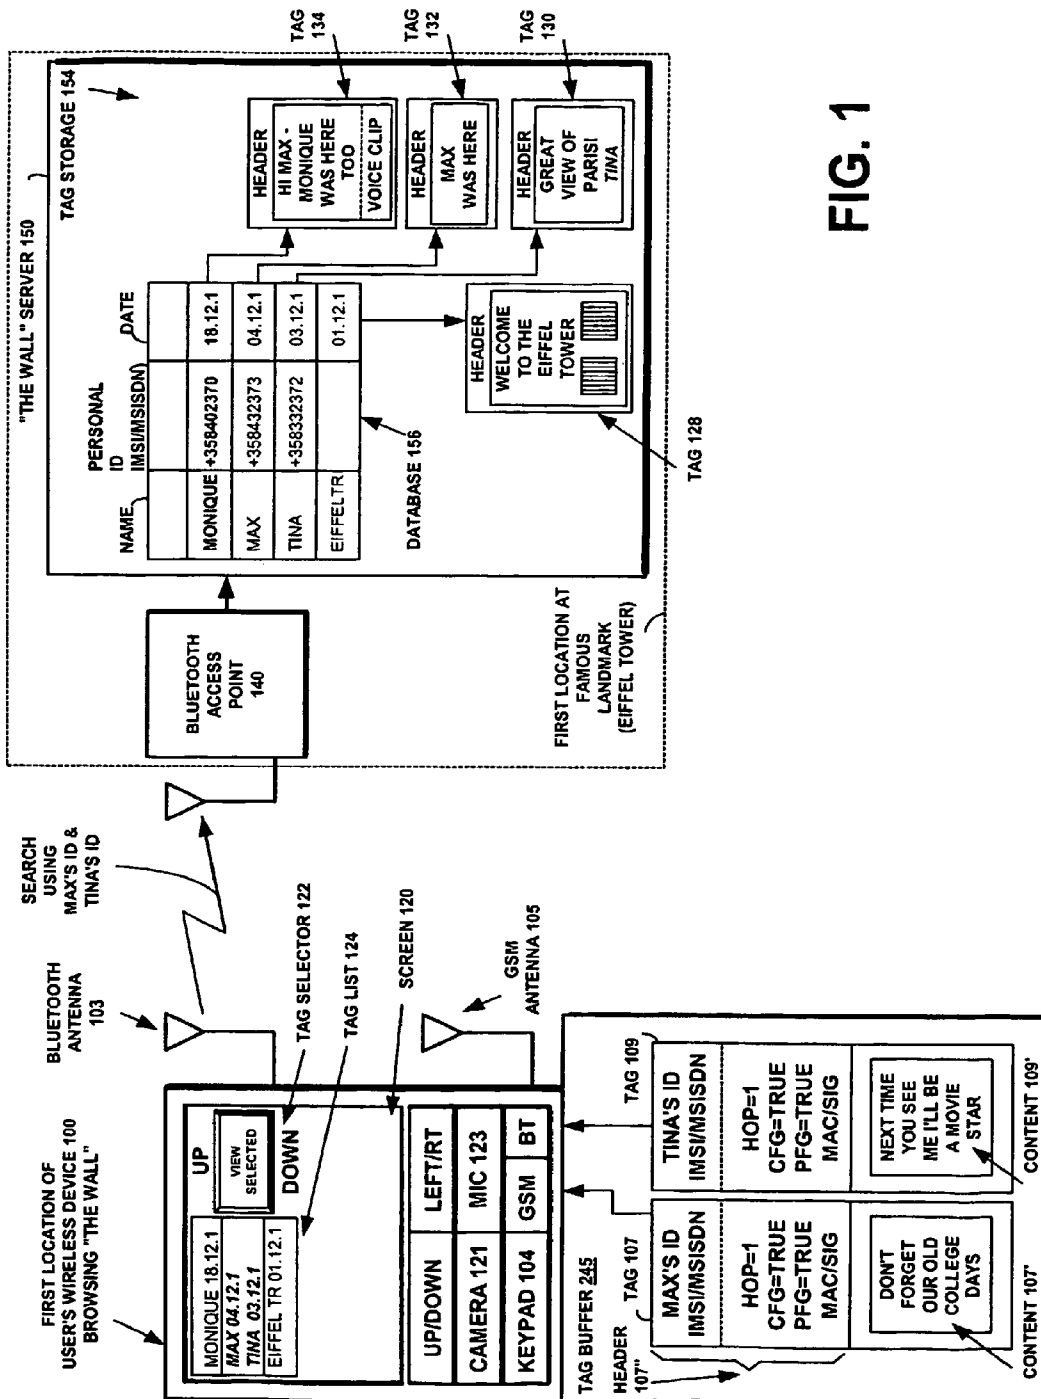 FIRST LOCATION OF
USER'S WIRELESS DEVICE 100
BROWSING "THE WALL"
BLUETOOTH
ANTENNA
103
SEARCH
USING
MAX'S ID &
TINA'S ID
MONIQUE 18.12.1
MAX 04.12.1
TINA 03.12.1
EIFFEL TR 01.12.1
UP
VIEW
SELECTED
DOWN
TAG SELECTOR 122
TAG LIST 124
SCREEN 120
UP/DOWN
LEFT/RT
CAMERA 121
MIC 123
KEYPAD 104
GSM
BT
GSM
ANTENNA 105
TAG BUFFER 245
TAG 107
HEADER
107"
MAX'S ID
IMSI/MSISDN
HOP=1
CFG=TRUE
PFG=TRUE
MAC/SIG
DON'T
FORGET
OUR OLD
COLLEGE
DAYS
CONTENT 107'
TAG 109
TINA'S ID
IMSI/MSISDN
HOP=1
CFG=TRUE
PFG=TRUE
MAC/SIG
NEXT TIME
YOU SEE
ME I'LL BE
A MOVIE
STAR
CONTENT 109'
BLUETOOTH
ACCESS
POINT
140
"THE WALL" SERVER 150
TAG STORAGE 154
NAME
PERSONAL
ID
IMSI/MSISDN
DATE
MONIQUE +358402370 18.12.1
MAX +358432373 04.12.1
TINA +358332372 03.12.1
EIFFELTR 01.12.1
DATABASE 156
HEADER
HI MAX -
MONIQUE
WAS HERE
TOO
VOICE CLIP
TAG
134
HEADER
MAX
WAS HERE
TAG
132
HEADER
GREAT
VIEW OF
PARISI
TINA
TAG
130
HEADER
WELCOME
TO THE
EIFFEL
TOWER
TAG 128
FIRST LOCATION AT
FAMOUS
LANDMARK
(EIFFEL TOWER)
FIG. 1